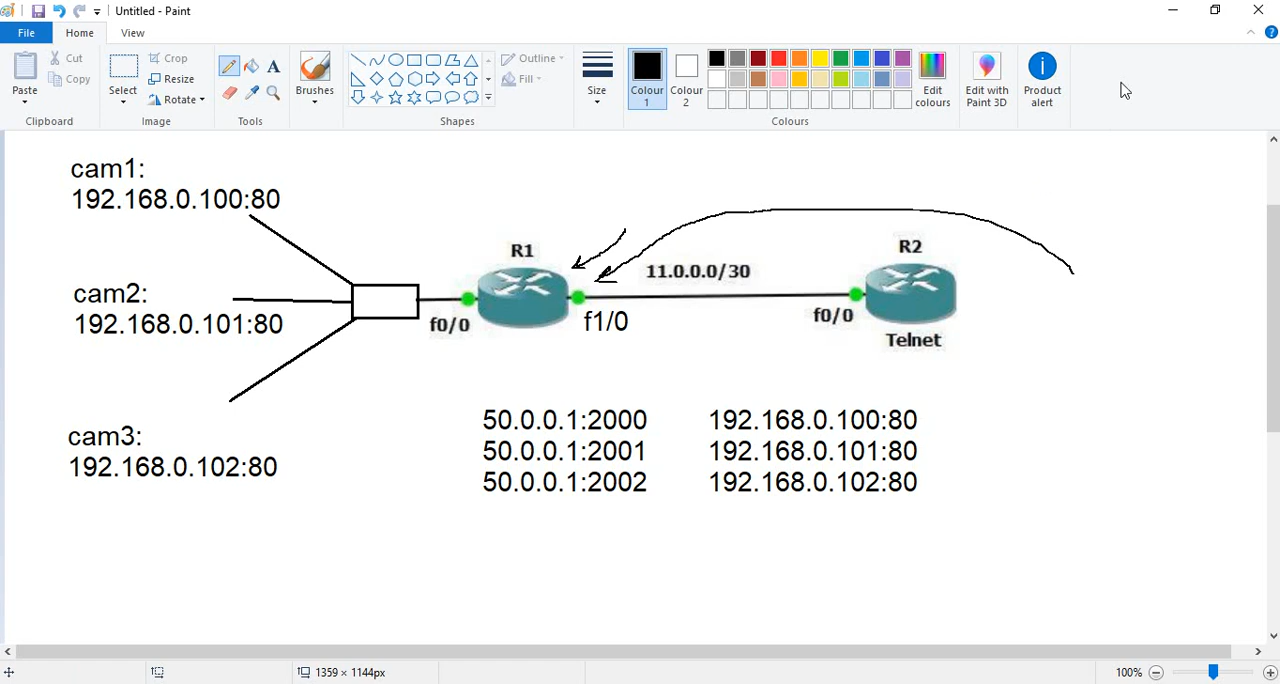 Untitled - Paint
File
Home
View
Paste
Cut
Copy
Clipboard
Select
Crop
Resize
Rotate
Image
A
Tools
Brushes
Outline
Fill
Shapes
Size
Colour 1
Colour 2
Edit colours
Colours
Edit with Paint 3D
Product alert
cam1:
192.168.0.100:80
cam2:
192.168.0.101:80
cam3:
192.168.0.102:80
R1
f0/0
f1/0
11.0.0.0/30
R2
f0/0
Telnet
50.0.0.1:2000 192.168.0.100:80
50.0.0.1:2001 192.168.0.101:80
50.0.0.1:2002 192.168.0.102:80
1359 × 1144px
100%